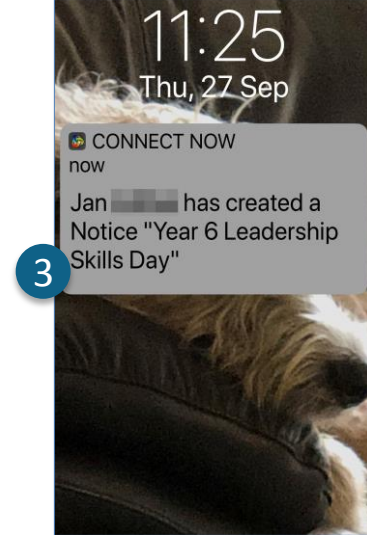 11:25
Thu, 27 Sep
CONNECT NOW
now
Jan has created a
Notice "Year 6 Leadership
Skills Day"
3